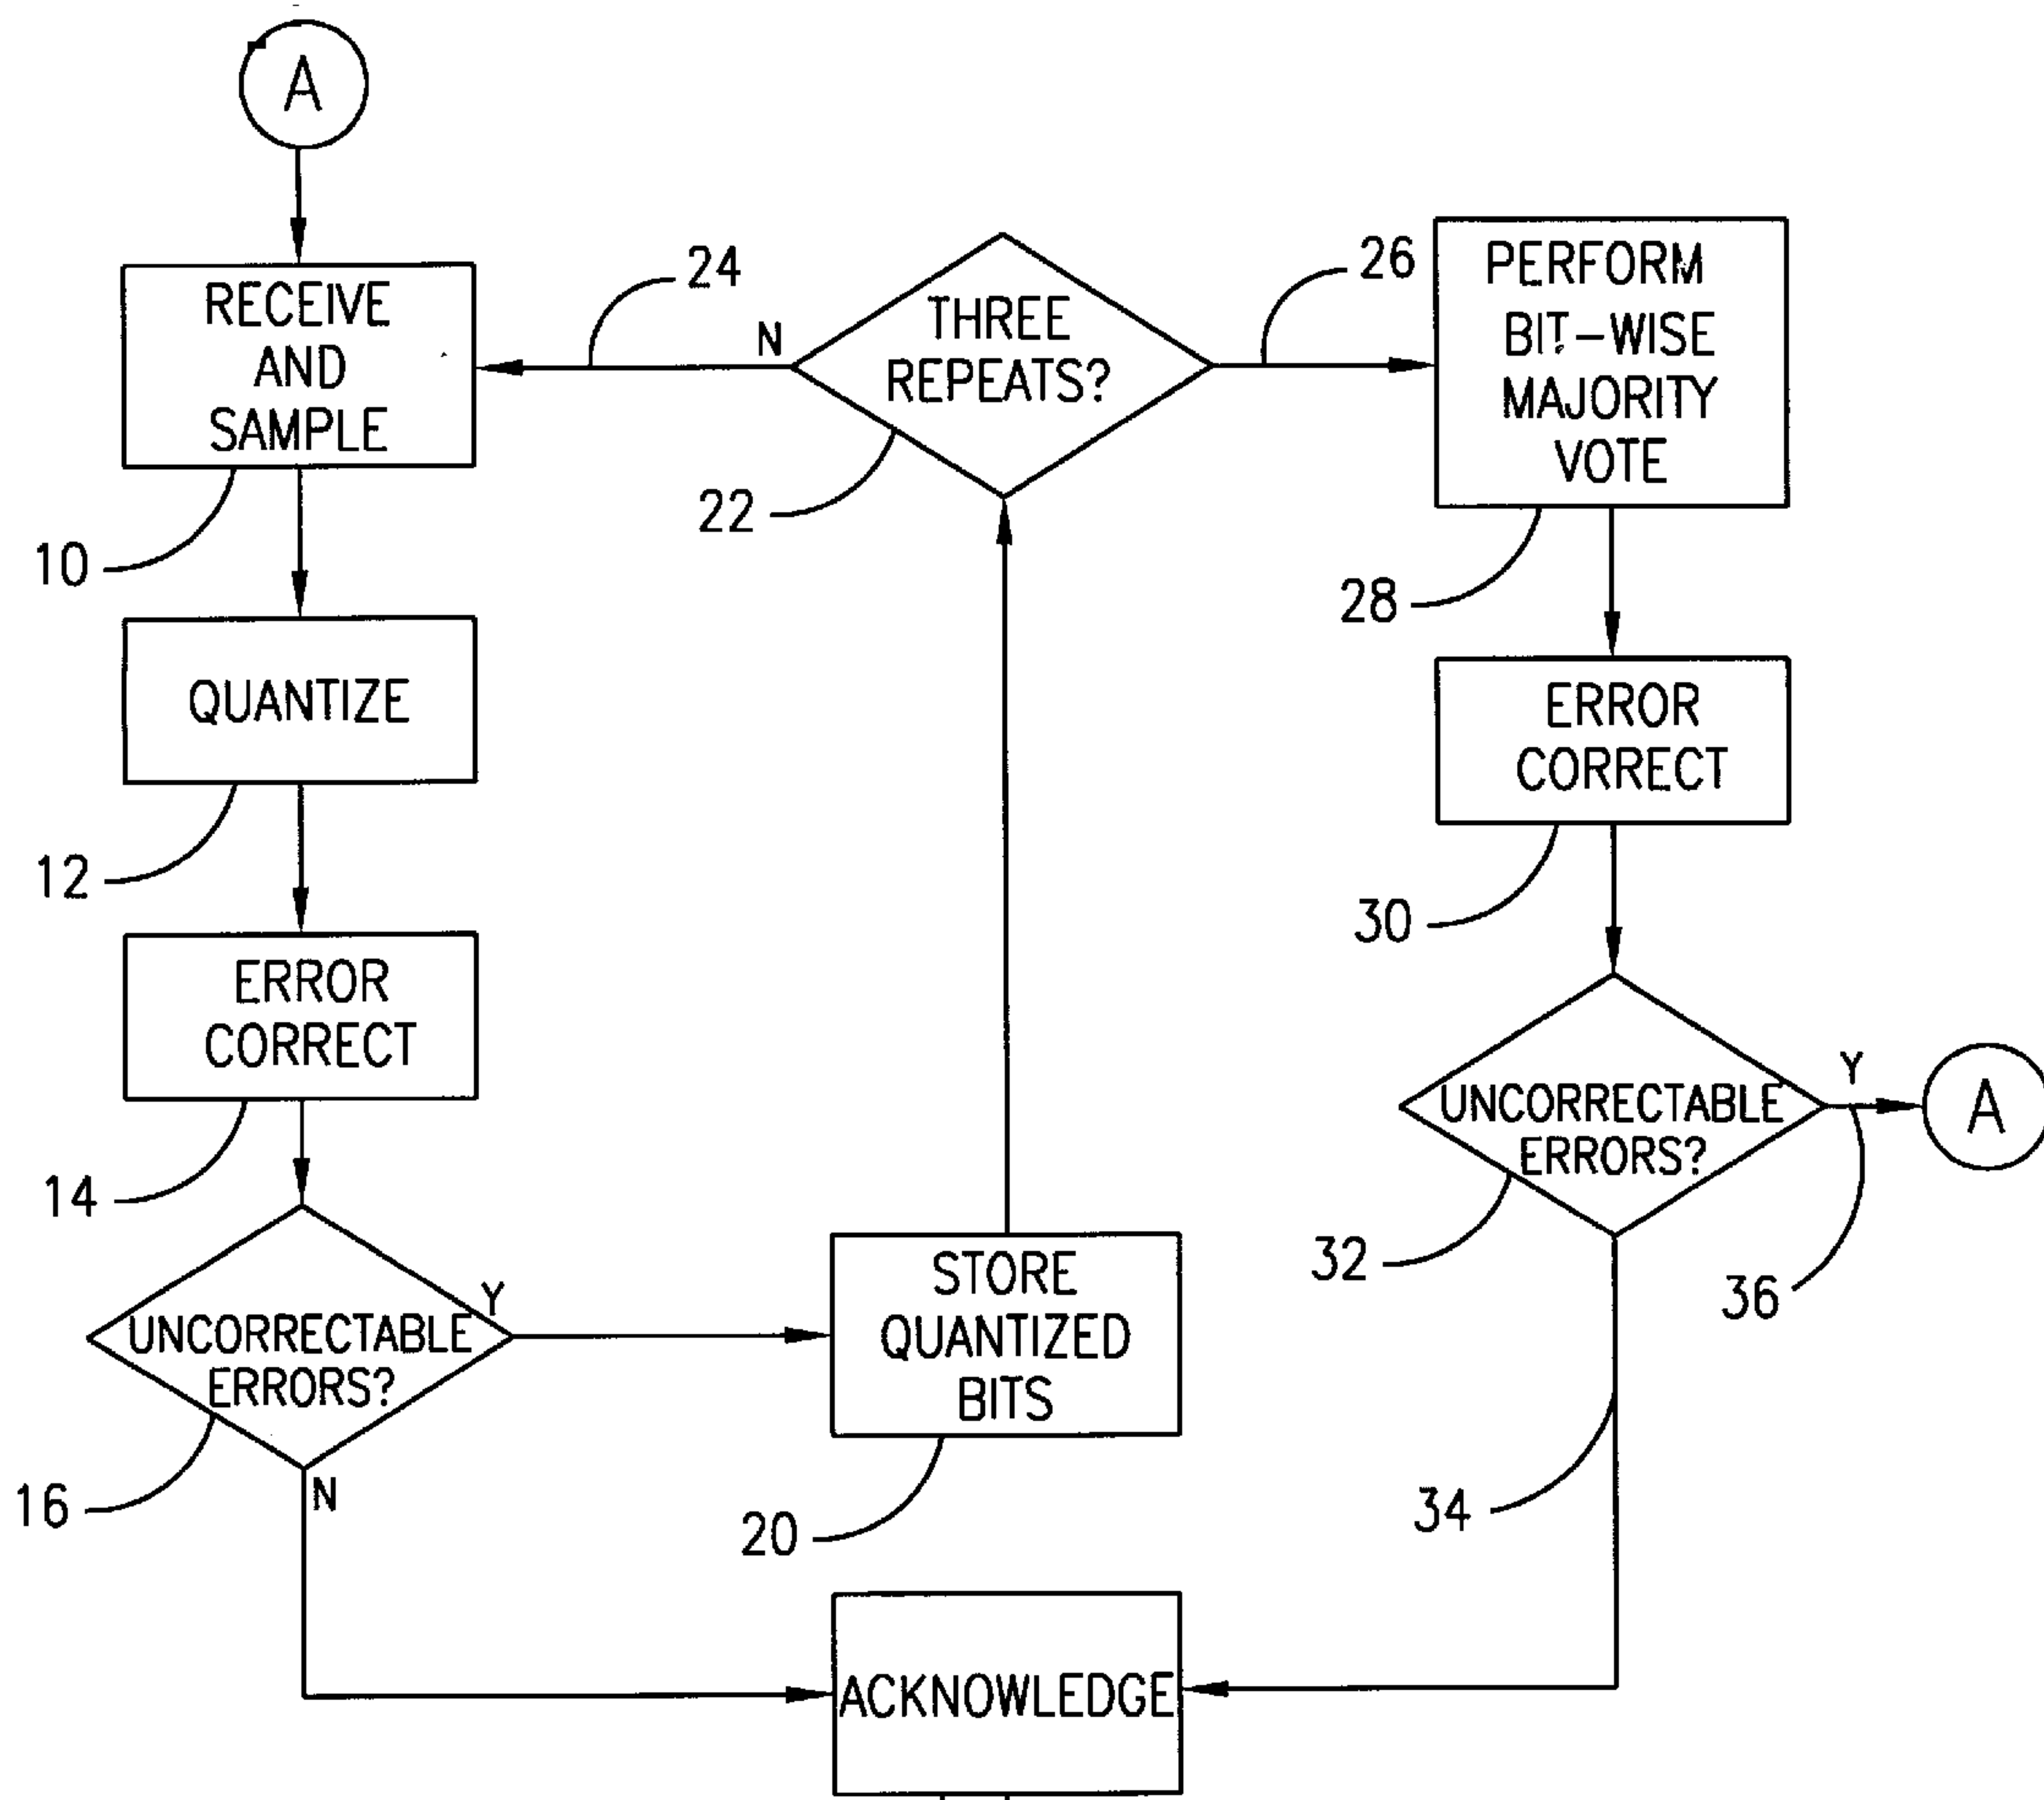 A
RECEIVE
AND
SAMPLE
10
24
N
THREE
REPEATS?
22
26
PERFORM
BIT-WISE
MAJORITY
VOTE
28
QUANTIZE
12
ERROR
CORRECT
30
ERROR
CORRECT
14
UNCORRECTABLE
ERRORS?
32
Y
36
A
UNCORRECTABLE
ERRORS?
16
Y
N
STORE
QUANTIZED
BITS
20
34
ACKNOWLEDGE